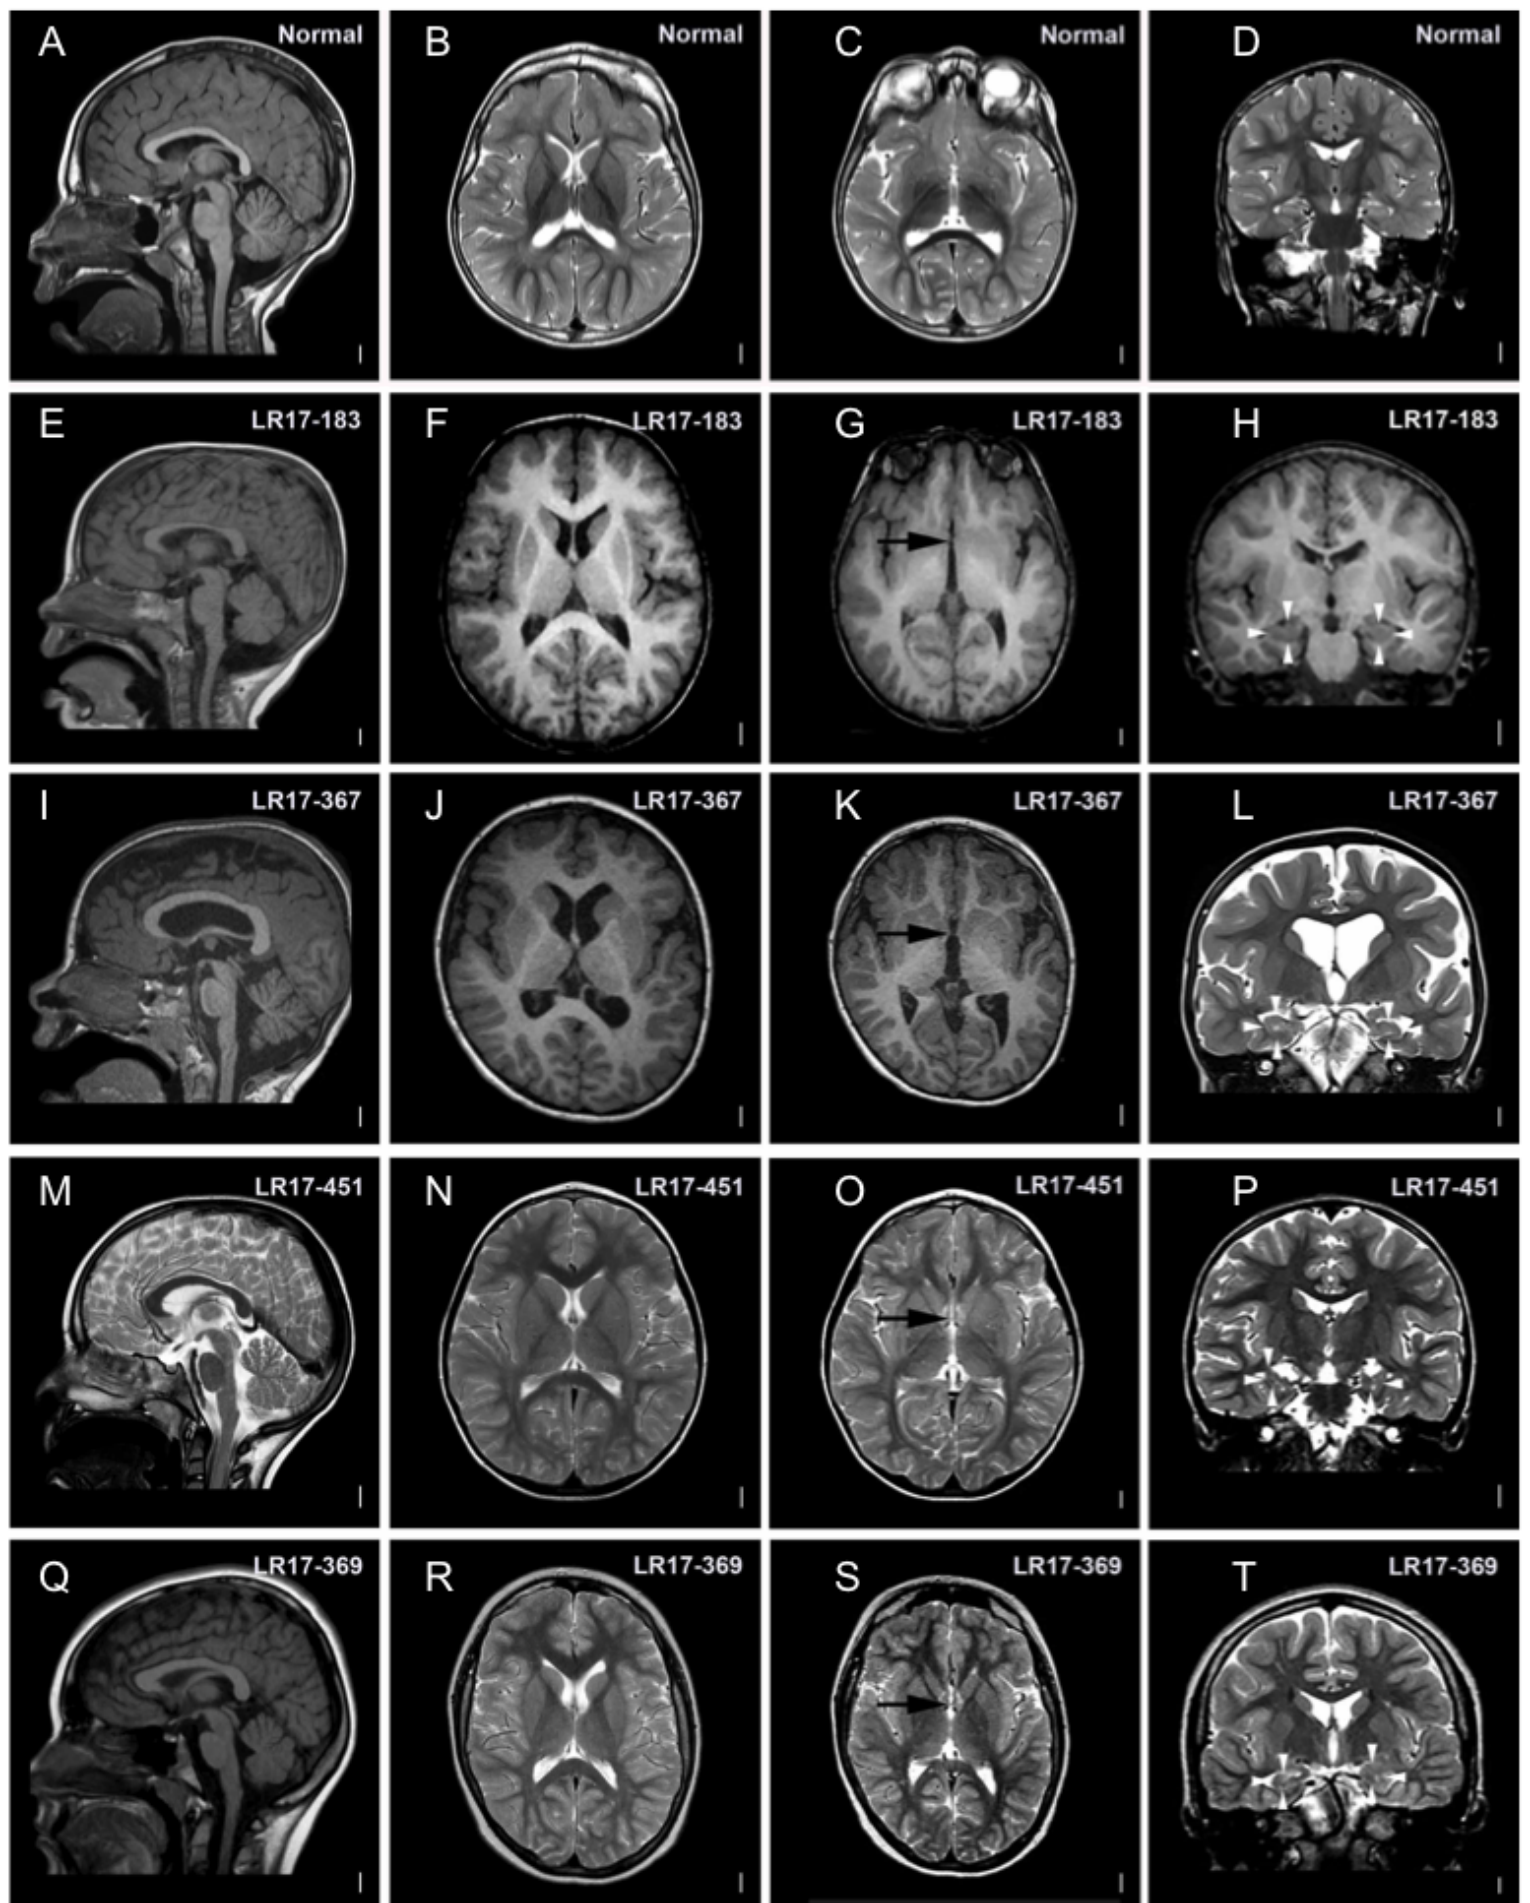 A Normal
B Normal
C Normal
D Normal
E LR17-183
F LR17-183
G LR17-183
H LR17-183
I LR17-367
J LR17-367
K LR17-367
L LR17-367
M LR17-451
N LR17-451
O LR17-451
P LR17-451
Q LR17-369
R LR17-369
S LR17-369
T LR17-369